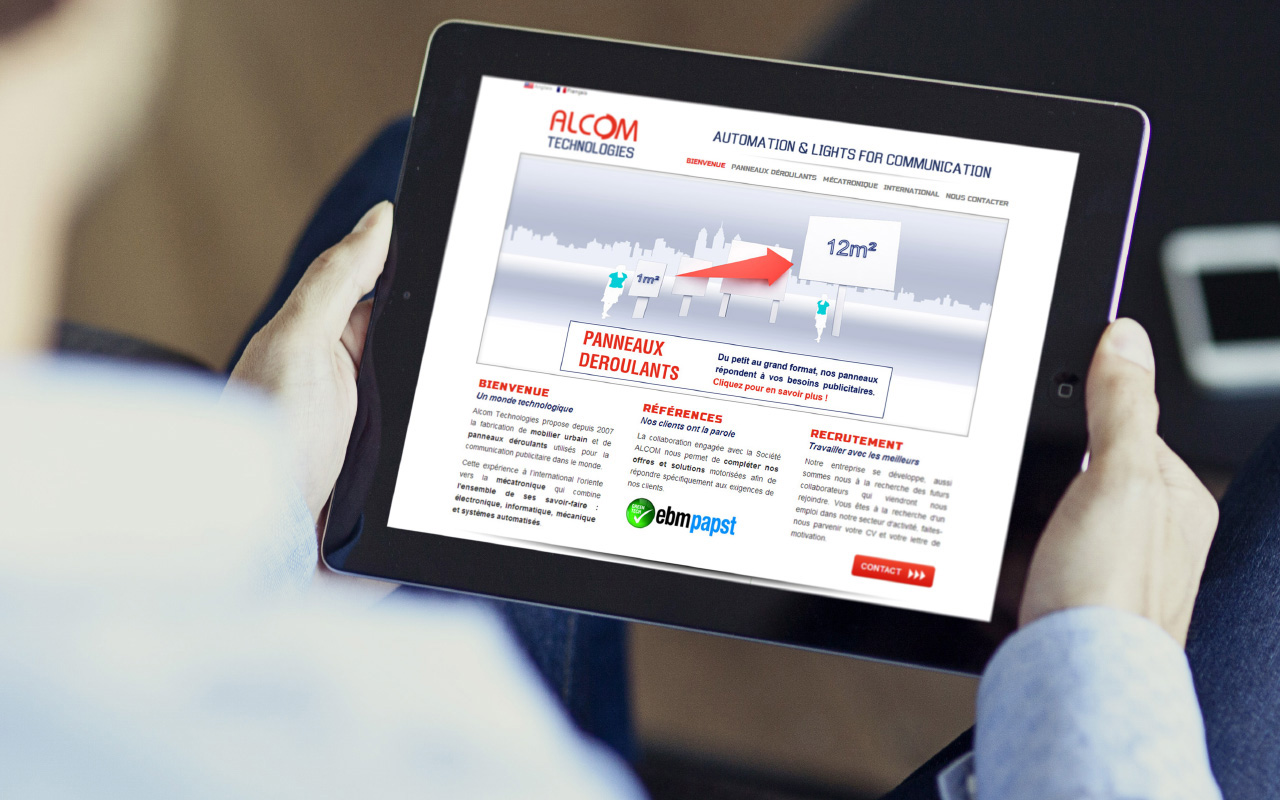 Anglais Français
ALCOM
TECHNOLOGIES
AUTOMATION & LIGHTS FOR COMMUNICATION
BIENVENUE PANNEAUX DÉROULANTS MÉCATRONIQUE INTERNATIONAL NOUS CONTACTER
1m²
12m²
PANNEAUX
DEROULANTS
Du petit au grand format, nos panneaux
répondent à vos besoins publicitaires.
Cliquez pour en savoir plus !
BIENVENUE
Un monde technologique
Alcom Technologies propose depuis 2007
la fabrication de mobilier urbain et de
panneaux déroulants utilisés pour la
communication publicitaire dans le monde.
Cette expérience à l'international l'oriente
vers la mécatronique qui combine
l'ensemble de ses savoir-faire :
électronique, informatique, mécanique
et systèmes automatisés.
RÉFÉRENCES
Nos clients ont la parole
La collaboration engagée avec la Société
ALCOM nous permet de compléter nos
offres et solutions motorisées afin de
répondre spécifiquement aux exigences de
nos clients.
GREEN
TECH
ebmpapst
RECRUTEMENT
Travailler avec les meilleurs
Notre entreprise se développe, aussi
sommes nous à la recherche des futurs
collaborateurs qui viendront nous
rejoindre. Vous êtes à la recherche d'un
emploi dans notre secteur d'activité, faites-
nous parvenir votre CV et votre lettre de
motivation.
CONTACT